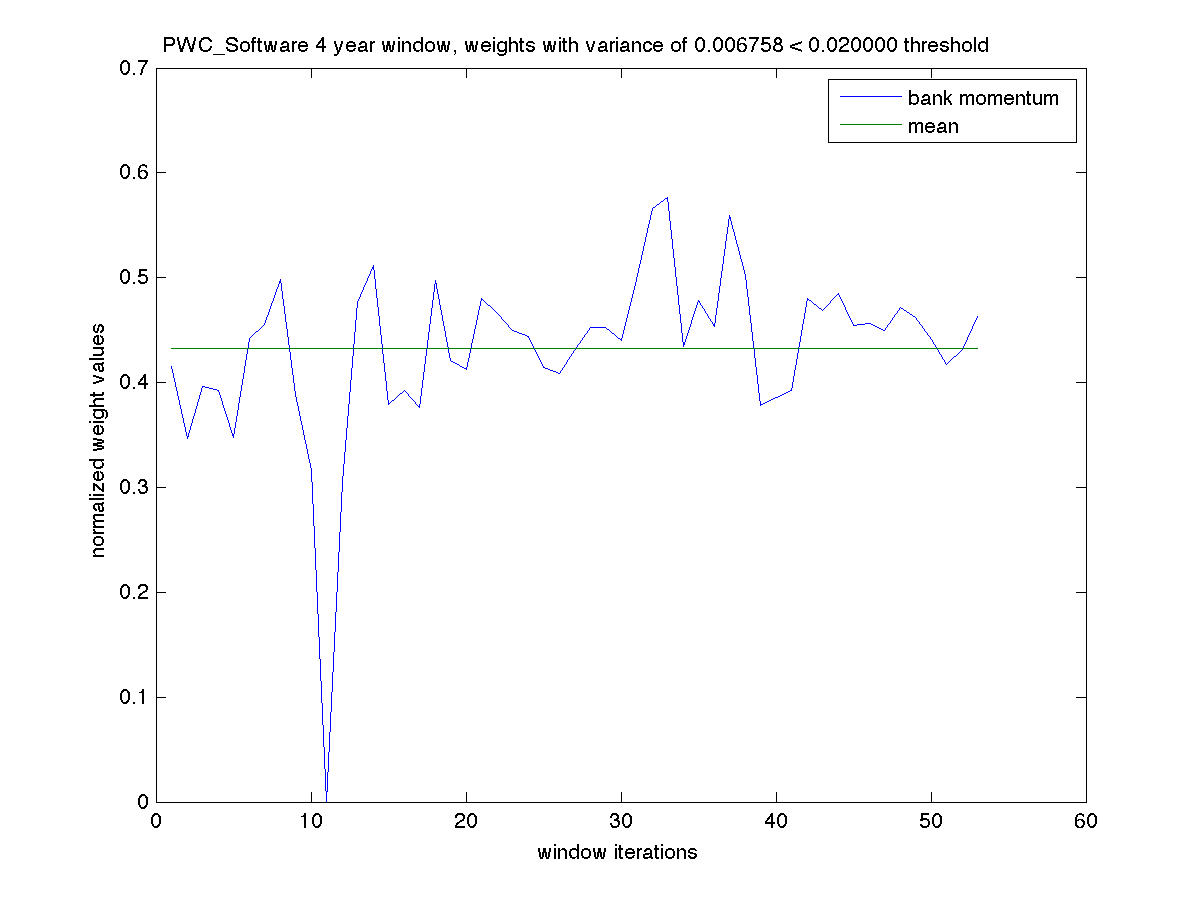 PWC_Software 4 year window, weights with variance of 0.006758 < 0.020000 threshold
0.7
bank momentum
mean
0.6
0.5
0.4
0.3
0.2
0.1
0
normalized weight values
0 10 20 30 40 50 60
window iterations